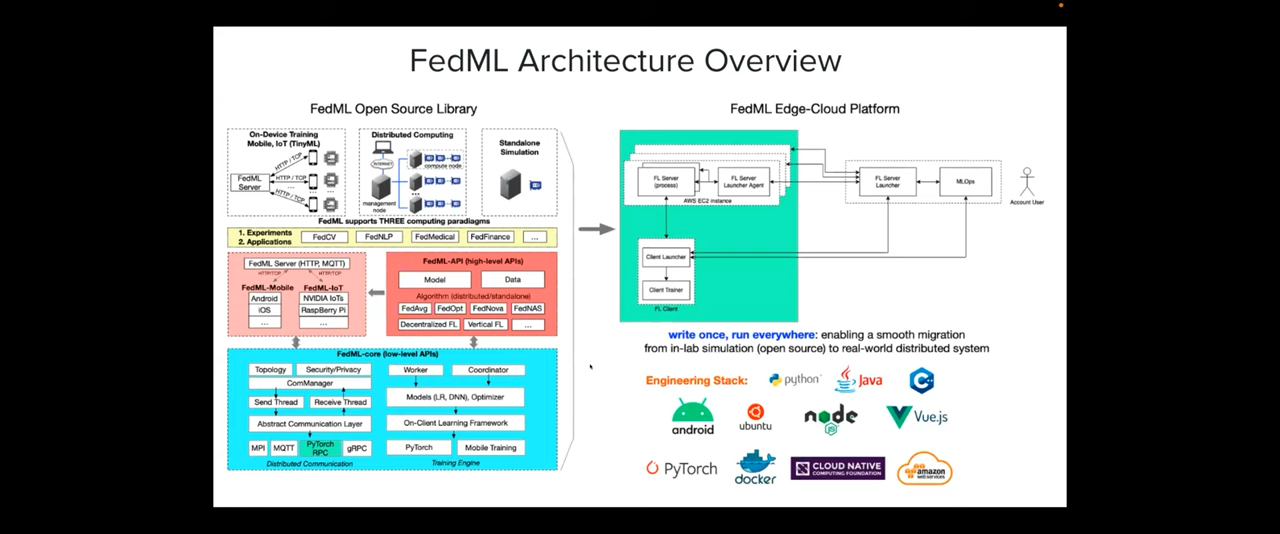 FedML Architecture Overview
FedML Open Source Library
On-Device Training
Mobile, IoT (TinyML)
FedML
Server
HTTP / TCP
HTTP / TCP
...
HTTP / TCP
...
Distributed Computing
INTERNET
compute node
...
management
node
Standalone
Simulation
FedML supports THREE computing paradiagms
1. Experiments
2. Applications
FedCV
FedNLP
FedMedical
FedFinance
...
FedML Server (HTTP, MQTT)
HTTP/TCP
HTTP/TCP
FedML-Mobile
Android
iOS
...
FedML-IoT
NVIDIA IoTs
RaspBerry Pi
...
FedML-API (high-level APIs)
Model
Data
Algorithm (distributed/standalone)
FedAvg
FedOpt
FedNova
FedNAS
Decentralized FL
Vertical FL
...
FedML-core (low-level APIs)
Topology
Security/Privacy
ComManager
Send Thread
Receive Thread
Abstract Communication Layer
MPI
MQTT
PyTorch
RPC
gRPC
Distributed Communication
Worker
Coordinator
Models (LR, DNN), Optimizer
On-Client Learning Framework
PyTorch
Mobile Training
Training Engine
FedML Edge-Cloud Platform
FL Server
(process)
FL Server
Launcher Agent
AWS EC2 instance
FL Server
Launcher
MLOps
Account User
Client Launcher
Client Trainer
FL Client
write once, run everywhere: enabling a smooth migration
from in-lab simulation (open source) to real-world distributed system
Engineering Stack:
python
Java
C++
android
ubuntu
node
JS
Vue.js
PyTorch
docker
CLOUD NATIVE
COMPUTING FOUNDATION
amazon
webservices